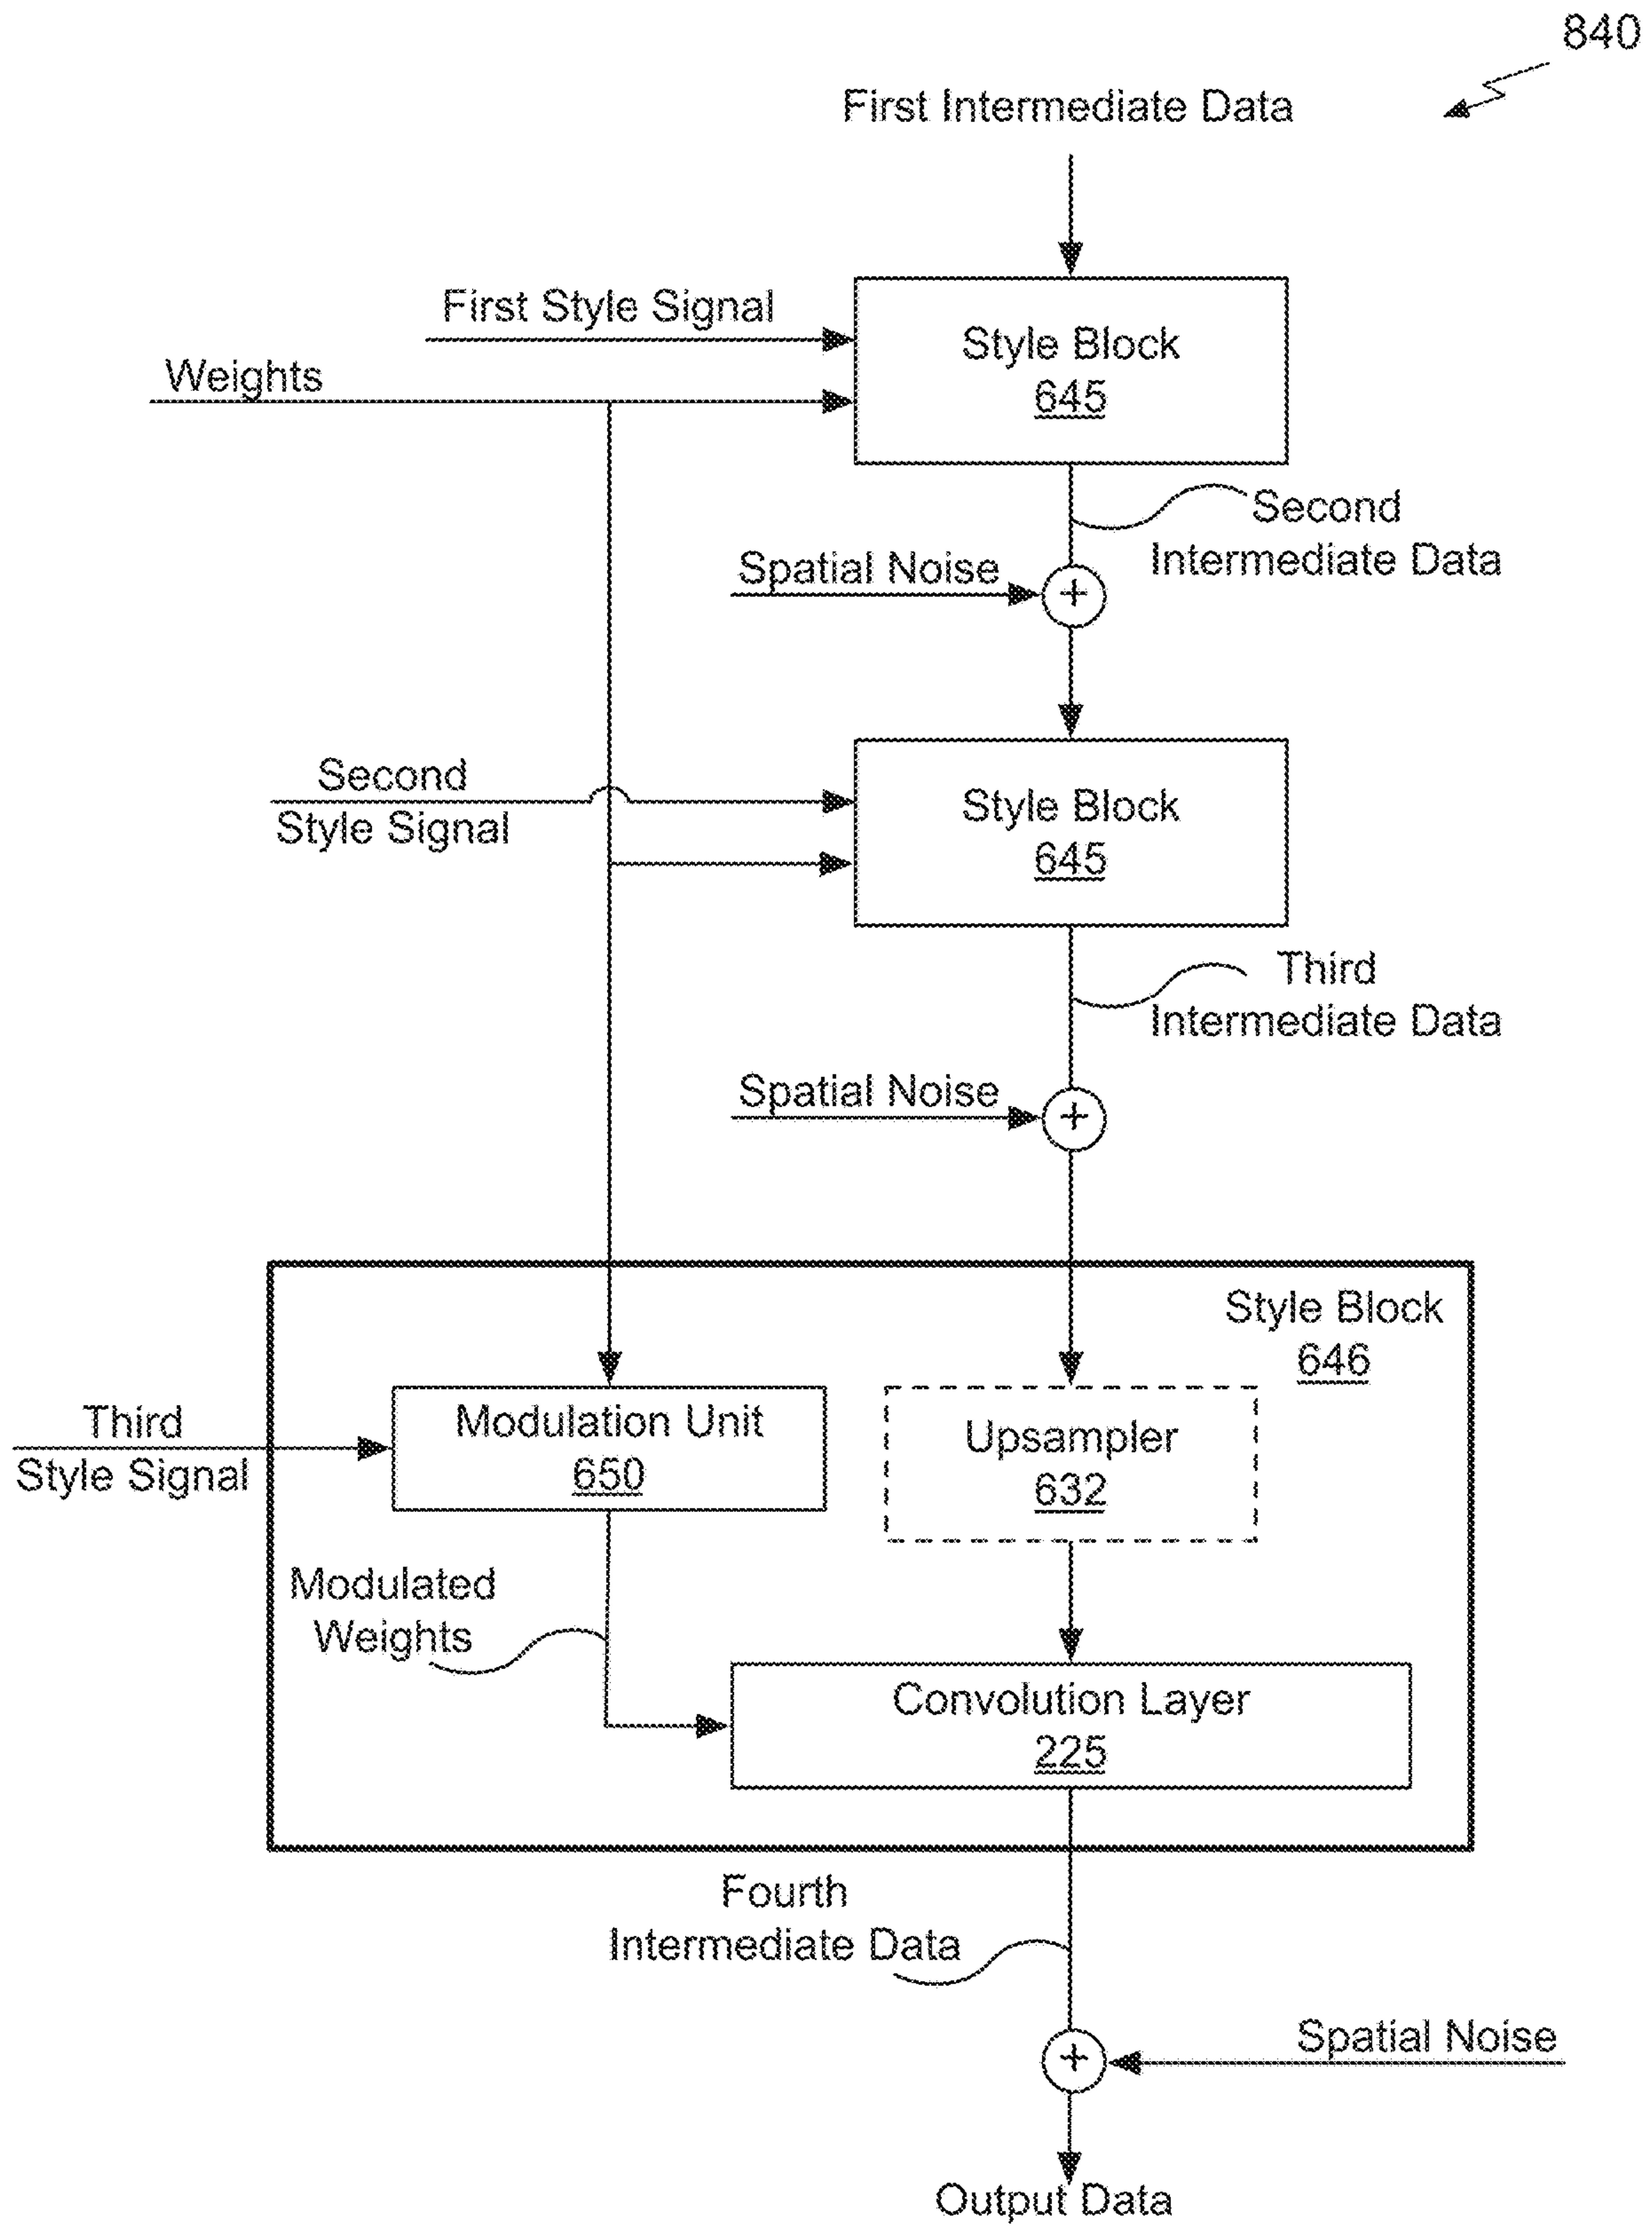 840
First Intermediate Data
First Style Signal
Weights
Style Block
645
Second
Intermediate Data
Spatial Noise
+
Second
Style Signal
Style Block
645
Third
Intermediate Data
Spatial Noise
+
Style Block
646
Third
Style Signal
Modulation Unit
650
Upsampler
632
Modulated
Weights
Convolution Layer
225
Fourth
Intermediate Data
Spatial Noise
+
Output Data